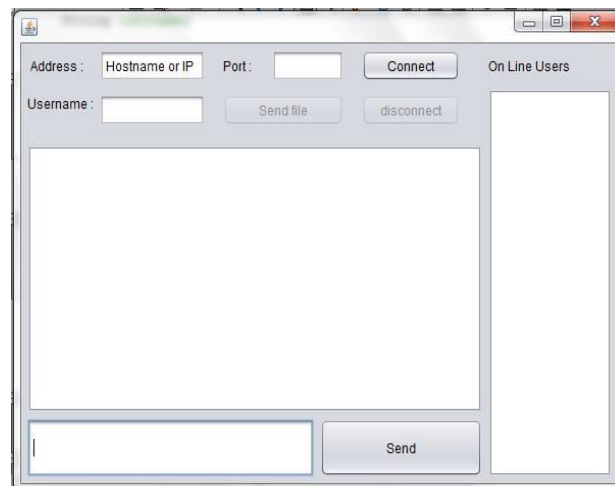 Address : Hostname or IP Port : Connect On Line Users
Username : Send file disconnect
Send